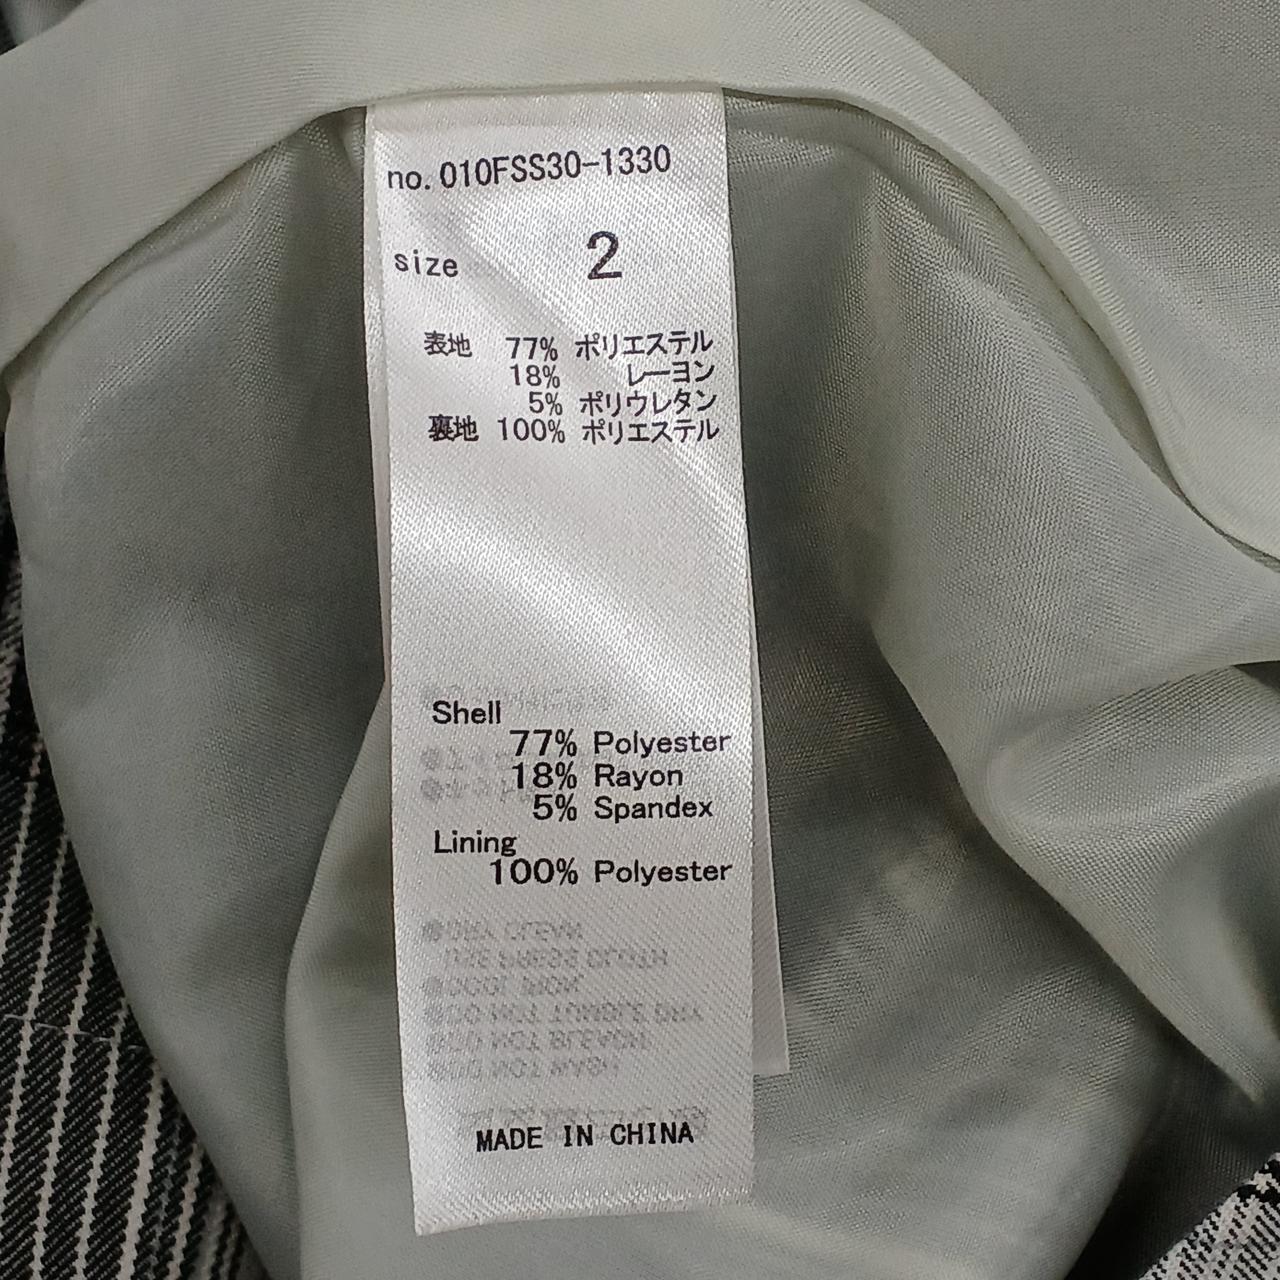 no. 010FSS30-1330
size 2
表地 77% ポリエステル
18% レーヨン
5% ポリウレタン
裏地 100% ポリエステル
Shell
77% Polyester
18% Rayon
5% Spandex
Lining
100% Polyester
MADE IN CHINA